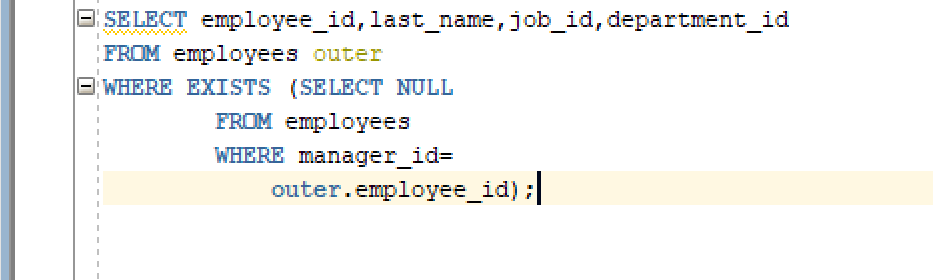 SELECT employee_id,last_name,job_id,department_id
FROM employees outer
WHERE EXISTS (SELECT NULL
FROM employees
WHERE manager_id=
outer.employee_id);